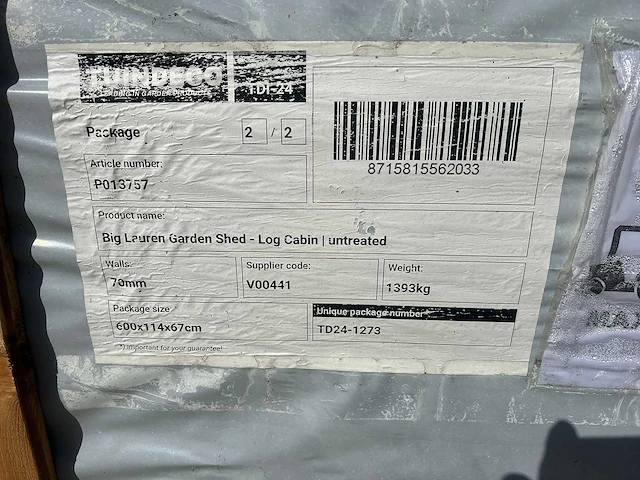 TUINDECO
TDI-24
Package
2 / 2
8715815562033
Article number:
P013757
Product name:
Big Lauren Garden Shed - Log Cabin | untreated
Walls:
70mm
Supplier code:
V00441
Weight:
1393kg
Package size
600x114x67cm
Unique package number*
TD24-1273
*) Important for your guarantee!